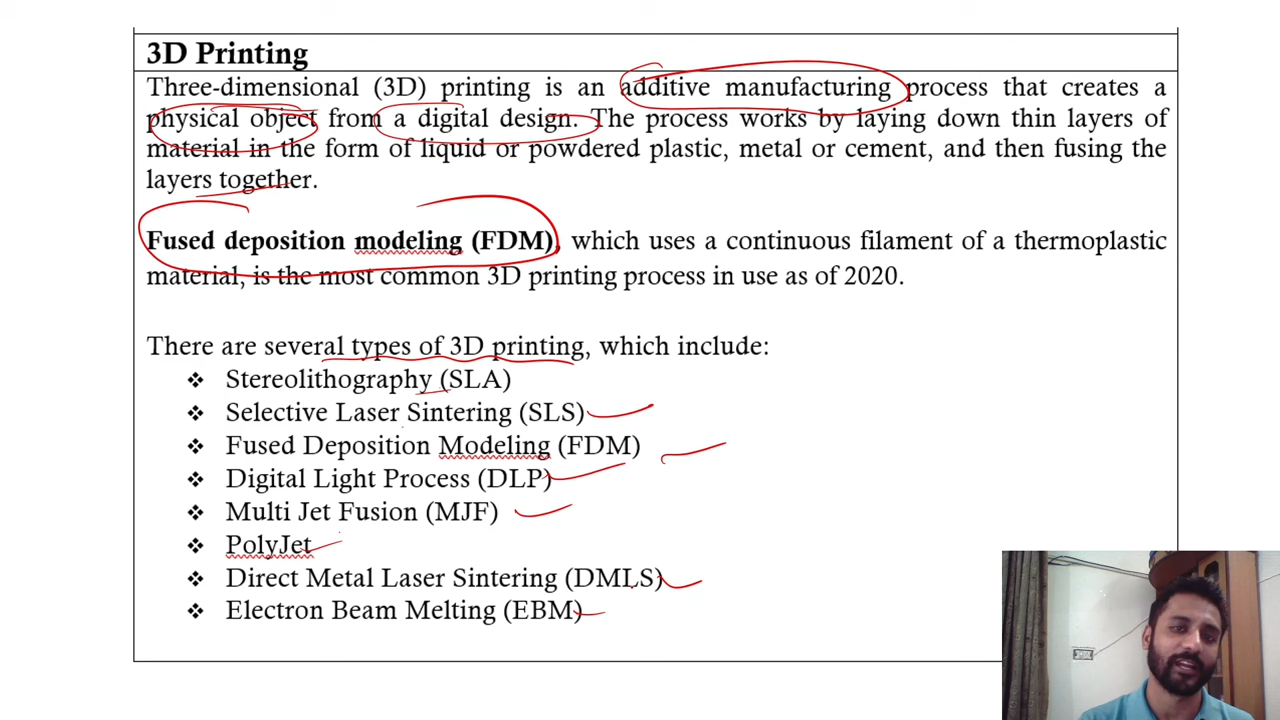 3D Printing
Three-dimensional (3D) printing is an additive manufacturing process that creates a
physical object from a digital design. The process works by laying down thin layers of
material in the form of liquid or powdered plastic, metal or cement, and then fusing the
layers together.
Fused deposition modeling (FDM), which uses a continuous filament of a thermoplastic
material, is the most common 3D printing process in use as of 2020.
There are several types of 3D printing, which include:
❖ Stereolithography (SLA)
❖ Selective Laser Sintering (SLS)
❖ Fused Deposition Modeling (FDM)
❖ Digital Light Process (DLP)
❖ Multi Jet Fusion (MJF)
❖ PolyJet
❖ Direct Metal Laser Sintering (DMLS)
❖ Electron Beam Melting (EBM)